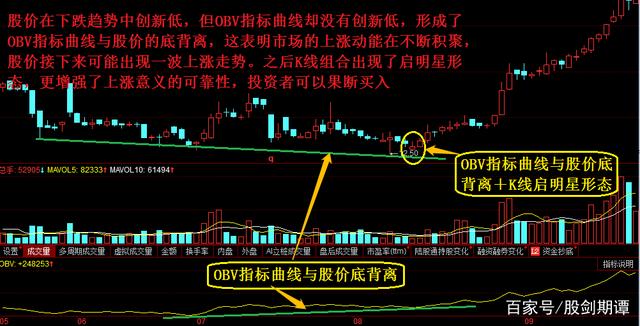 股价在下跌趋势中创新低，但OBV指标曲线却没有创新低，形成了
OBV指标曲线与股价的底背离，这表明市场的上涨动能在不断积聚，
股价接下来可能出现一波上涨走势。之后K线组合出现了启明星形
态，更增强了上涨意义的可靠性，投资者可以果断买入
2.50
q
OBV指标曲线与股价底
背离＋K线启明星形态
总手: 52905↓ MAVOL5: 82333↑ MAVOL10: 61494↑
设置 成交量 多周期成交量 虚拟成交量 金额 换手率 内盘 外盘 AI立桩成交量 盘后成交量 市盈率(ttm) 陆股通持股变化 融资融券变化 L2 资金抄底
OBV: +248253↑
指标说明
OBV指标曲线与股价底背离
百家号/股剑期谭
05 06 07 08 09